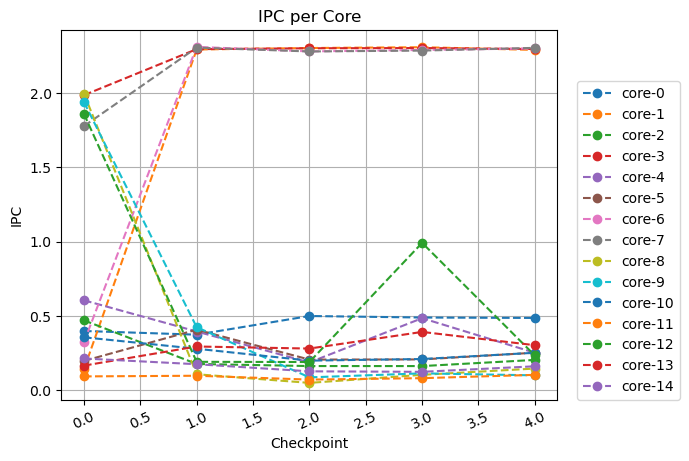 IPC per Core
IPC
2.0
1.5
1.0
0.5
0.0
0.0
0.5
1.0
1.5
2.0
2.5
3.0
3.5
4.0
Checkpoint
core-0
core-1
core-2
core-3
core-4
core-5
core-6
core-7
core-8
core-9
core-10
core-11
core-12
core-13
core-14